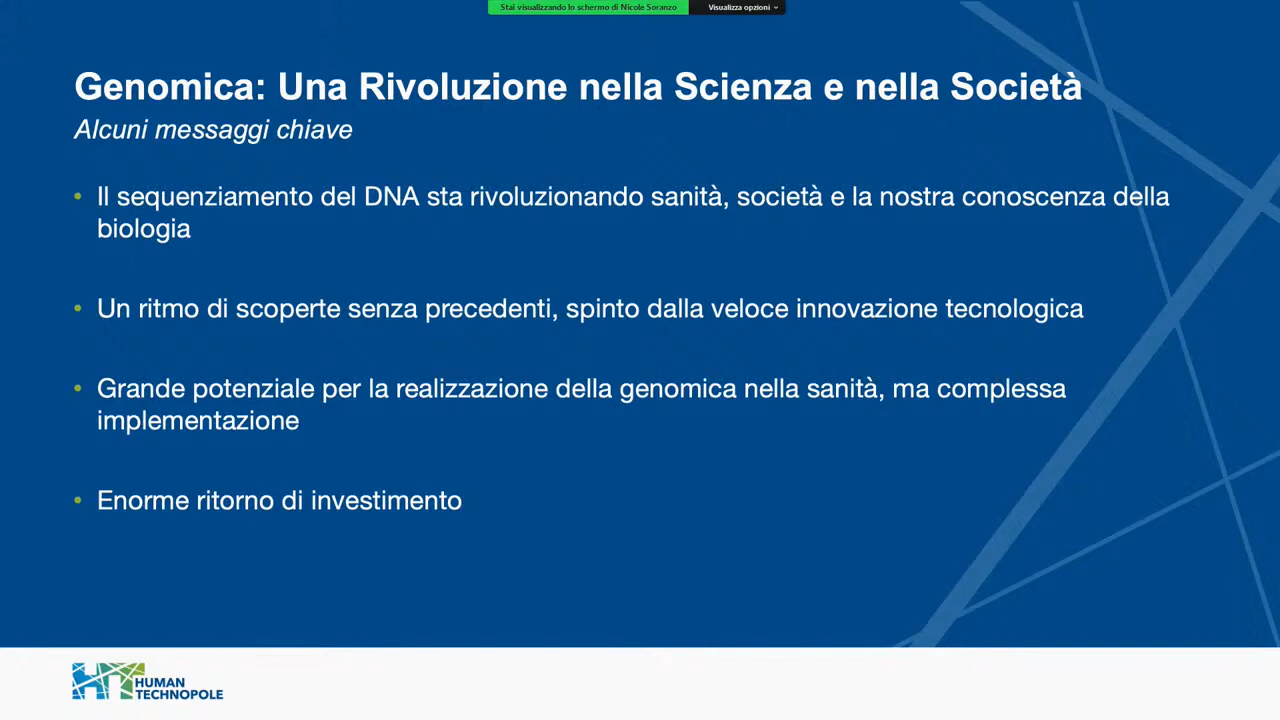 Stai visualizzando lo schermo di Nicole Soranzo
Visualizza opzioni
Genomica: Una Rivoluzione nella Scienza e nella Società
Alcuni messaggi chiave
• Il sequenziamento del DNA sta rivoluzionando sanità, società e la nostra conoscenza della
biologia
• Un ritmo di scoperte senza precedenti, spinto dalla veloce innovazione tecnologica
• Grande potenziale per la realizzazione della genomica nella sanità, ma complessa
implementazione
• Enorme ritorno di investimento
HT HUMAN
TECHNOPOLE